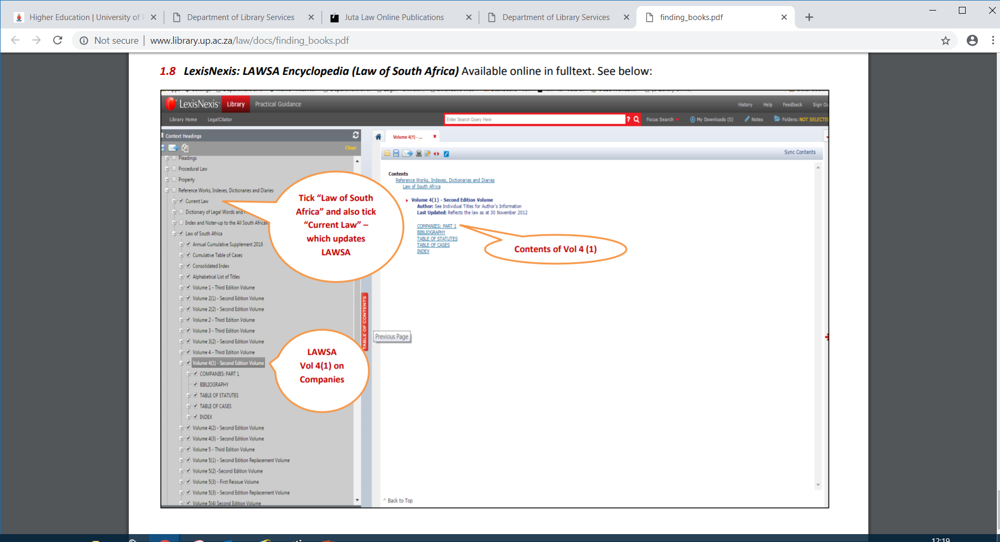 Higher Education | University of P
Department of Library Services
Juta Law Online Publications
Department of Library Services
finding_books.pdf
Not secure | www.library.up.ac.za/law/docs/finding_books.pdf
1.8 LexisNexis: LAWSA Encyclopedia (Law of South Africa) Available online in fulltext. See below:
LexisNexis® Library Practical Guidance
History Help Feedback Sign Ou
Library Home LegalCitator
Enter Search Query Here
? Focus Search My Downloads (0) Notes Folders: NOT SELECTE
Context Headings
Clear
Pleadings
Procedural Law
Property
Reference Works, Indexes, Dictionaries and Diaries
Current Law
Dictionary of Legal Words and
Index and Noter-up to the All South African
Law of South Africa
Annual Cumulative Supplement 2016
Cumulative Table of Cases
Consolidated Index
Alphabetical List of Titles
Volume 1 - Third Edition Volume
Volume 2(1) - Second Edition Volume
Volume 2(2) - Second Edition Volume
Volume 2 - Third Edition Volume
Volume 3 - Third Edition Volume
Volume 3(2) - Second Edition Volume
Volume 4 - Third Edition Volume
Volume 4(1) - Second Edition Volume
COMPANIES: PART 1
BIBLIOGRAPHY
TABLE OF STATUTES
TABLE OF CASES
INDEX
Volume 4(2) - Second Edition Volume
Volume 4(3) - Second Edition Volume
Volume 5 - Third Edition Volume
Volume 5(1) - Second Edition Replacement Volume
Volume 5(2) -Second Edition Volume
Volume 5(3) - First Reissue Volume
Volume 5(3) - Second Edition Replacement Volume
Volume 5(4) Second Edition Volume
Tick “Law of South
Africa” and also tick
“Current Law” –
which updates
LAWSA
LAWSA
Vol 4(1) on
Companies
TABLE OF CONTENTS
Previous Page
Volume 4(1) - ...
Sync Contents
Contents
Reference Works, Indexes, Dictionaries and Diaries
Law of South Africa
Volume 4(1) - Second Edition Volume
Author: See Individual Titles for Author's Information
Last Updated: Reflects the law as at 30 November 2012
COMPANIES: PART 1
BIBLIOGRAPHY
TABLE OF STATUTES
TABLE OF CASES
INDEX
Contents of Vol 4 (1)
^ Back to Top
12:19